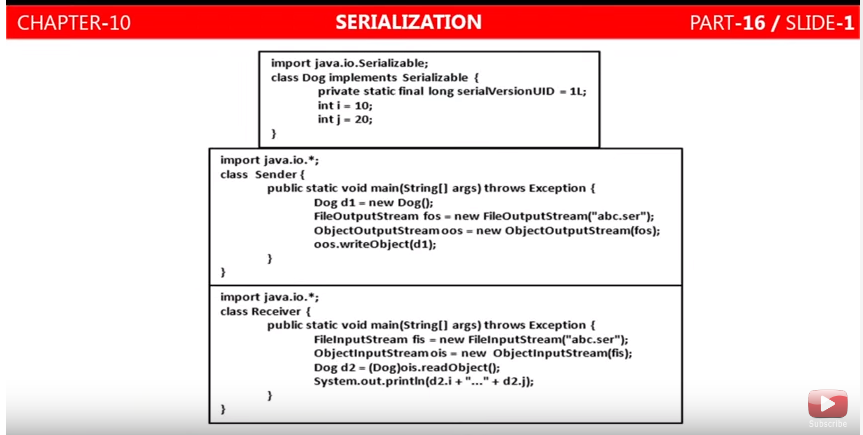 CHAPTER-10 SERIALIZATION PART-16 / SLIDE-1
import java.io.Serializable;
class Dog implements Serializable {
private static final long serialVersionUID = 1L;
int i = 10;
int j = 20;
}
import java.io.*;
class Sender {
public static void main(String[] args) throws Exception {
Dog d1 = new Dog();
FileOutputStream fos = new FileOutputStream("abc.ser");
ObjectOutputStream oos = new ObjectOutputStream(fos);
oos.writeObject(d1);
}
}
import java.io.*;
class Receiver {
public static void main(String[] args) throws Exception {
FileInputStream fis = new FileInputStream("abc.ser");
ObjectInputStream ois = new ObjectInputStream(fis);
Dog d2 = (Dog)ois.readObject();
System.out.println(d2.i + "..." + d2.j);
}
}
Subscribe